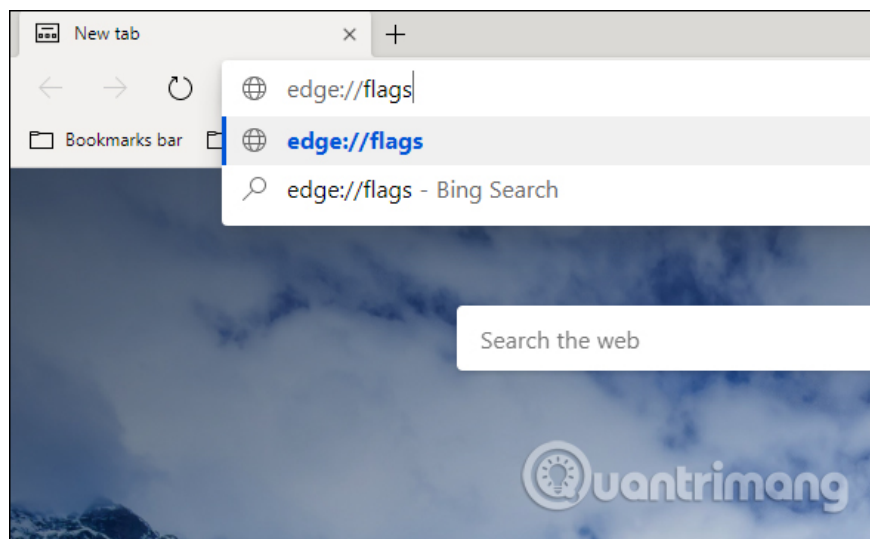 New tab
edge://flags
Bookmarks bar
edge://flags
edge://flags - Bing Search
Search the web
Quantrimang